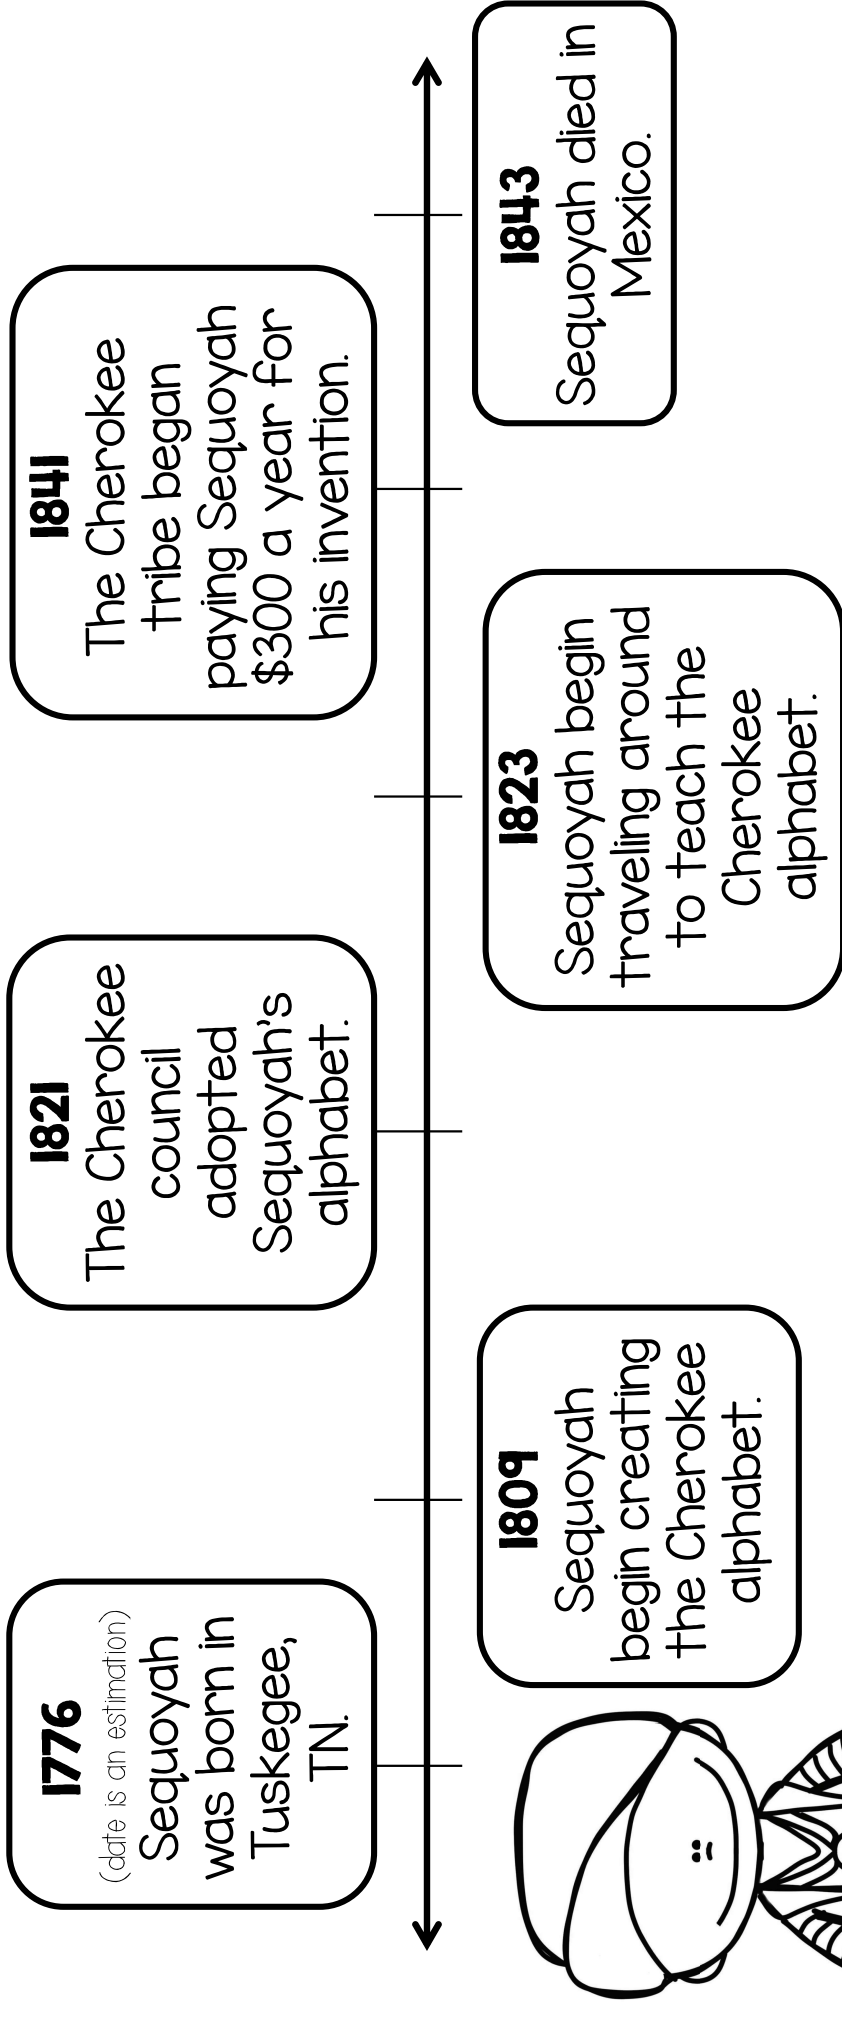 1776
(date is an estimation)
Sequoyah
was born in
Tuskegee,
TN.
1809
Sequoyah
begin creating
the Cherokee
alphabet.
1821
The Cherokee
council
adopted
Sequoyah's
alphabet.
1823
Sequoyah begin
traveling around
to teach the
Cherokee
alphabet.
1841
The Cherokee
tribe began
paying Sequoyah
$300 a year for
his invention.
1843
Sequoyah died in
Mexico.